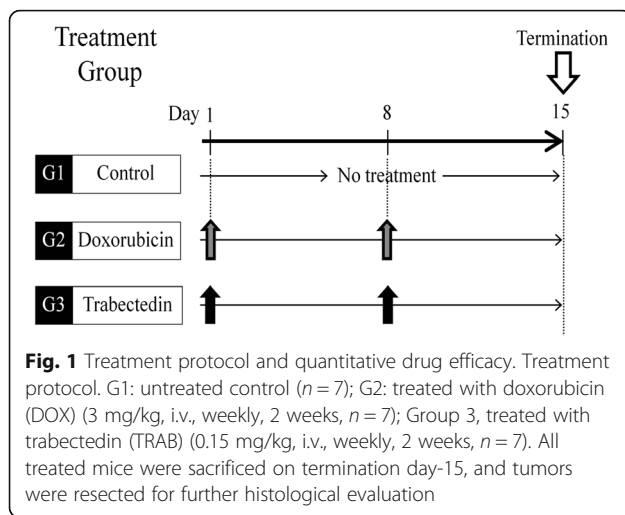 Treatment
Group
Termination
Day 1
8
15
G1 Control
No treatment
G2 Doxorubicin
G3 Trabectedin
Fig. 1 Treatment protocol and quantitative drug efficacy. Treatment
protocol. G1: untreated control (n = 7); G2: treated with doxorubicin
(DOX) (3 mg/kg, i.v., weekly, 2 weeks, n = 7); Group 3, treated with
trabectedin (TRAB) (0.15 mg/kg, i.v., weekly, 2 weeks, n = 7). All
treated mice were sacrificed on termination day-15, and tumors
were resected for further histological evaluation